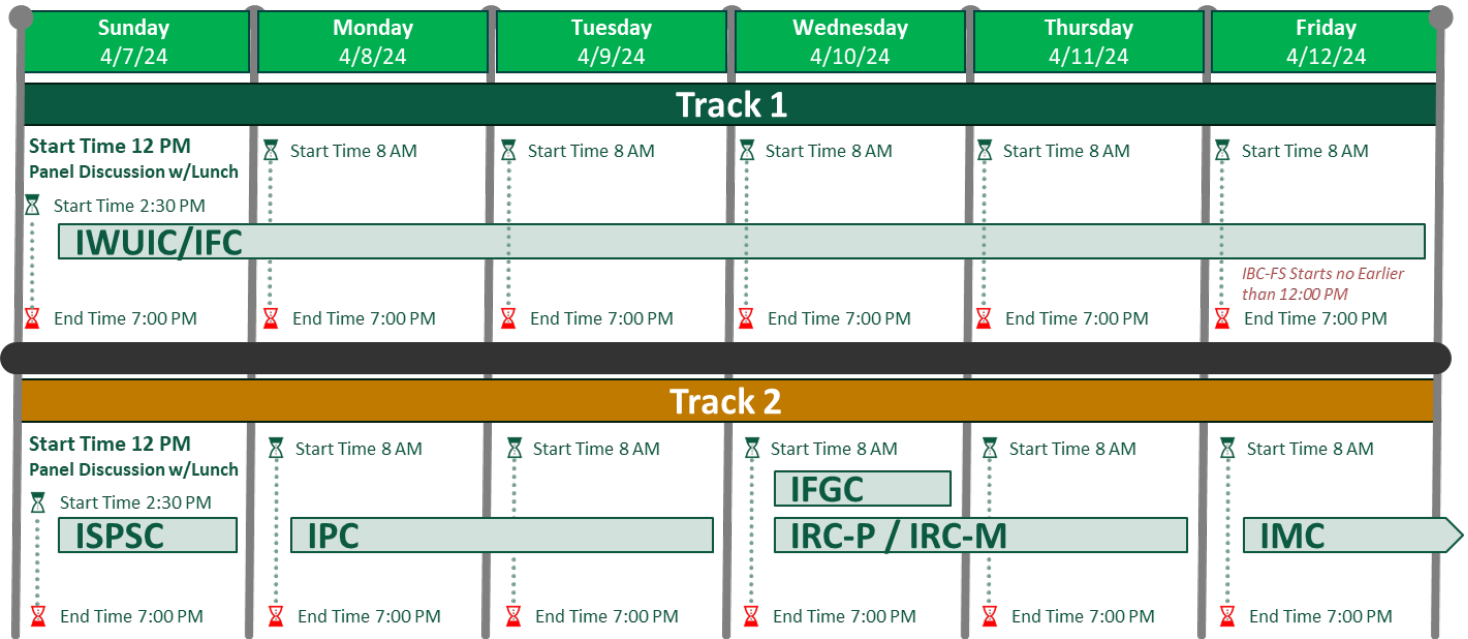 Sunday
4/7/24
Monday
4/8/24
Tuesday
4/9/24
Wednesday
4/10/24
Thursday
4/11/24
Friday
4/12/24
Track 1
Start Time 12 PM
Panel Discussion w/Lunch
Start Time 2:30 PM
Start Time 8 AM
Start Time 8 AM
Start Time 8 AM
Start Time 8 AM
Start Time 8 AM
IWUIC/IFC
IBC-FS Starts no Earlier
than 12:00 PM
End Time 7:00 PM
End Time 7:00 PM
End Time 7:00 PM
End Time 7:00 PM
End Time 7:00 PM
End Time 7:00 PM
Track 2
Start Time 12 PM
Panel Discussion w/Lunch
Start Time 2:30 PM
Start Time 8 AM
Start Time 8 AM
Start Time 8 AM
Start Time 8 AM
Start Time 8 AM
IFGC
ISPSC
IPC
IRC-P / IRC-M
IMC
End Time 7:00 PM
End Time 7:00 PM
End Time 7:00 PM
End Time 7:00 PM
End Time 7:00 PM
End Time 7:00 PM